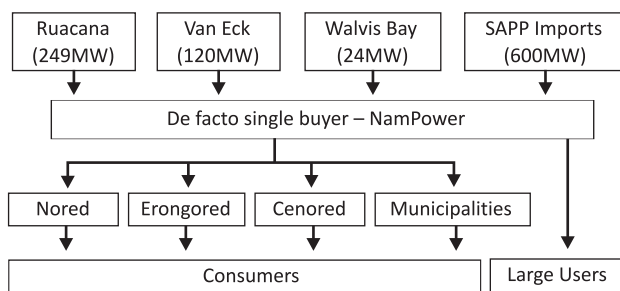 Ruacana
(249MW)
Van Eck
(120MW)
Walvis Bay
(24MW)
SAPP Imports
(600MW)
De facto single buyer – NamPower
Nored
Erongored
Cenored
Municipalities
Consumers
Large Users